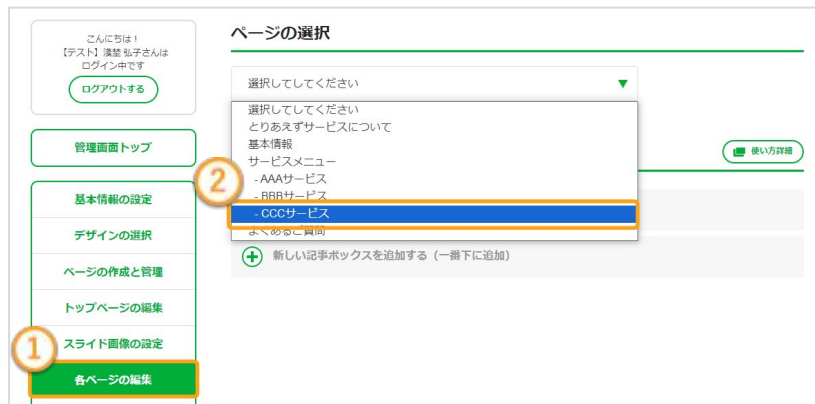 こんにちは！
【テスト】漢楚 弘子さんは
ログイン中です
ログアウトする
管理画面トップ
基本情報の設定
デザインの選択
ページの作成と管理
トップページの編集
1
スライド画像の設定
各ページの編集
ページの選択
選択してしてください
選択してしてください
とりあえずサービスについて
基本情報
サービスメニュー
2
- AAAサービス
- BBBサービス
- CCCサービス
よくあるご質問
使い方詳細
新しい記事ボックスを追加する（一番下に追加）